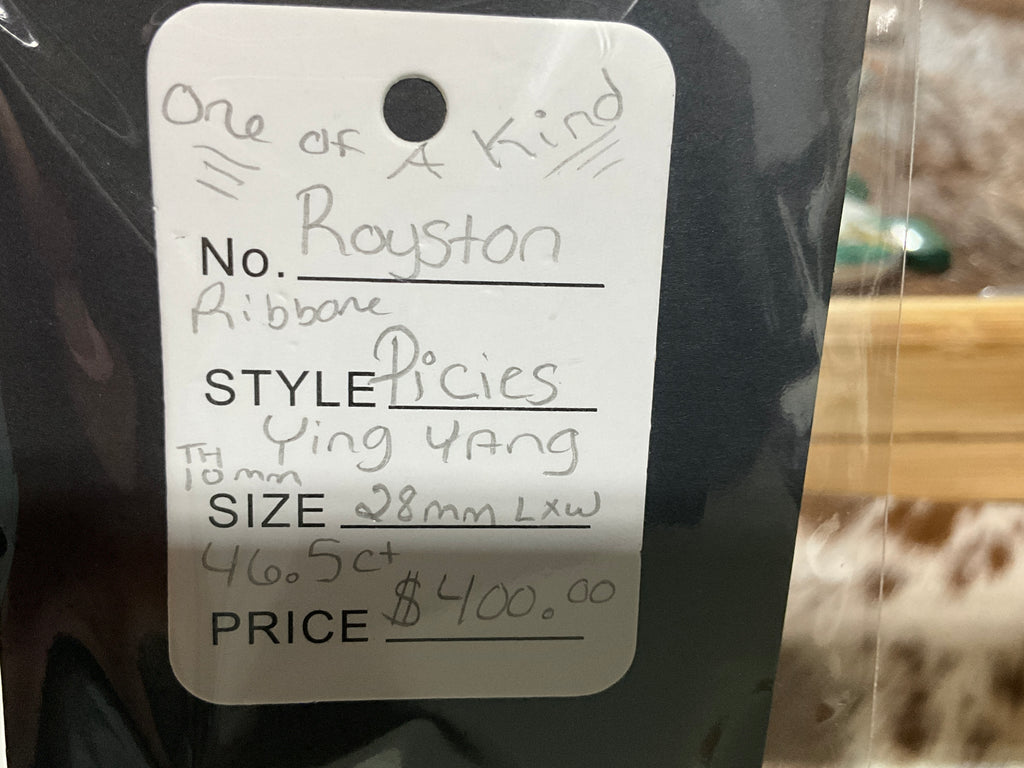 One of A Kind
No. Royston
Ribbone
STYLE Picies
Ying YAng
TH
10mm
SIZE 28mm LxW
46.5ct
PRICE $400.00